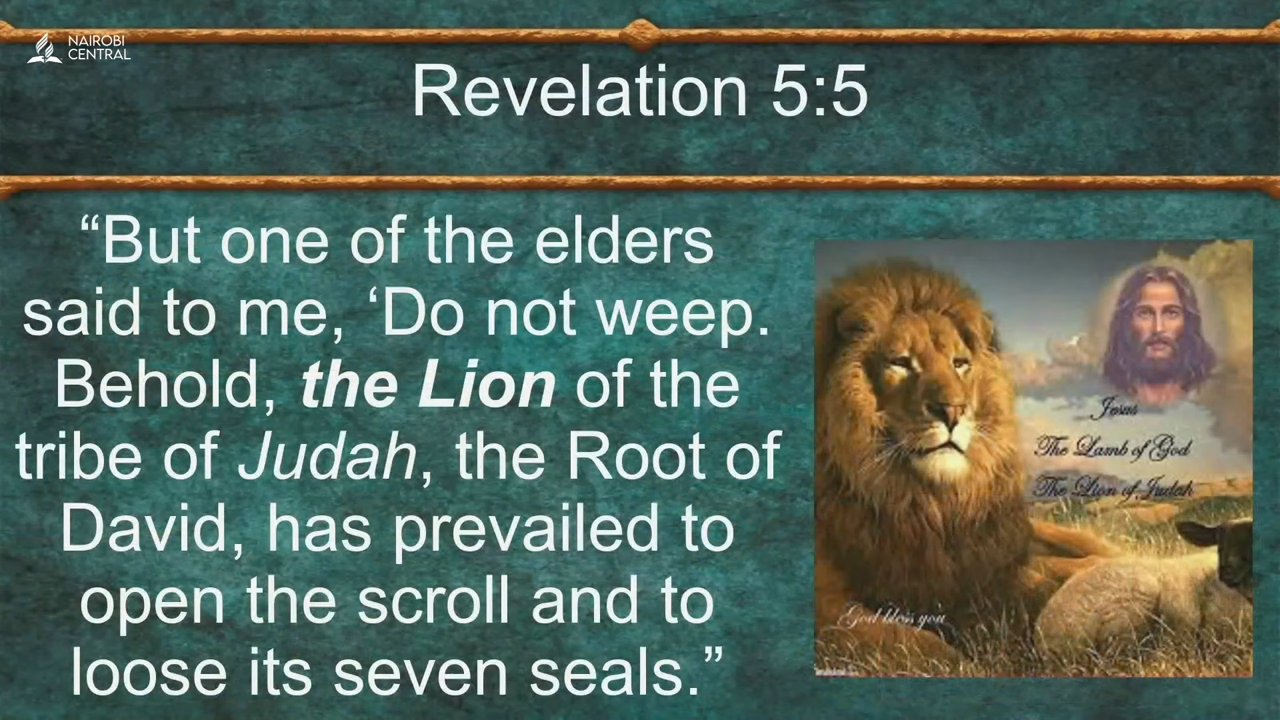 NAIROBI
CENTRAL
Revelation 5:5
“But one of the elders
said to me, ‘Do not weep.
Behold, the Lion of the
tribe of Judah, the Root of
David, has prevailed to
open the scroll and to
loose its seven seals.”
Jesus
The Lamb of God
The Lion of Judah
God bless you